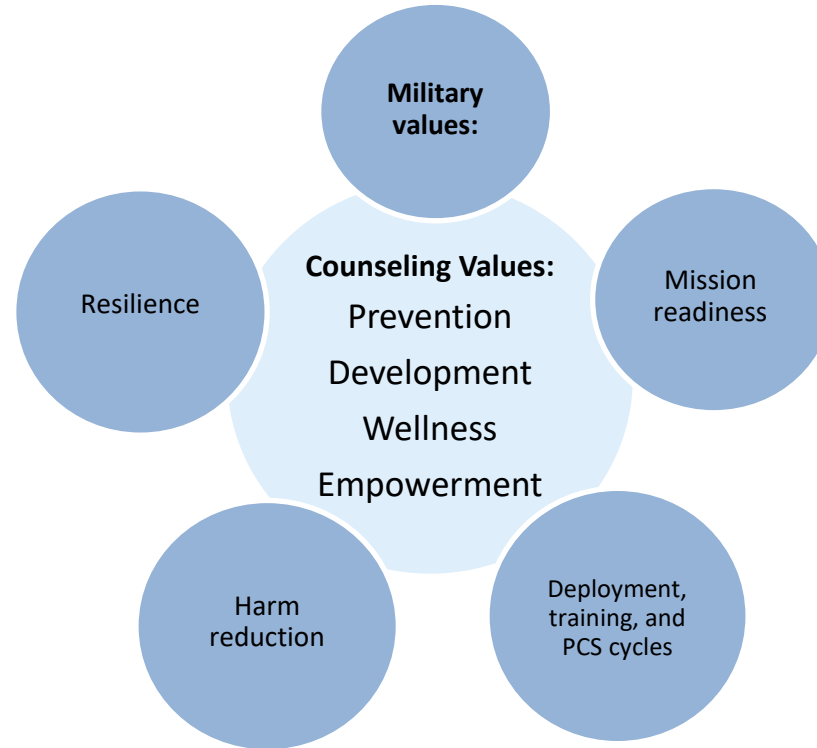 Military
values:
Counseling Values:
Prevention
Development
Wellness
Empowerment
Mission
readiness
Deployment,
training, and
PCS cycles
Harm
reduction
Resilience